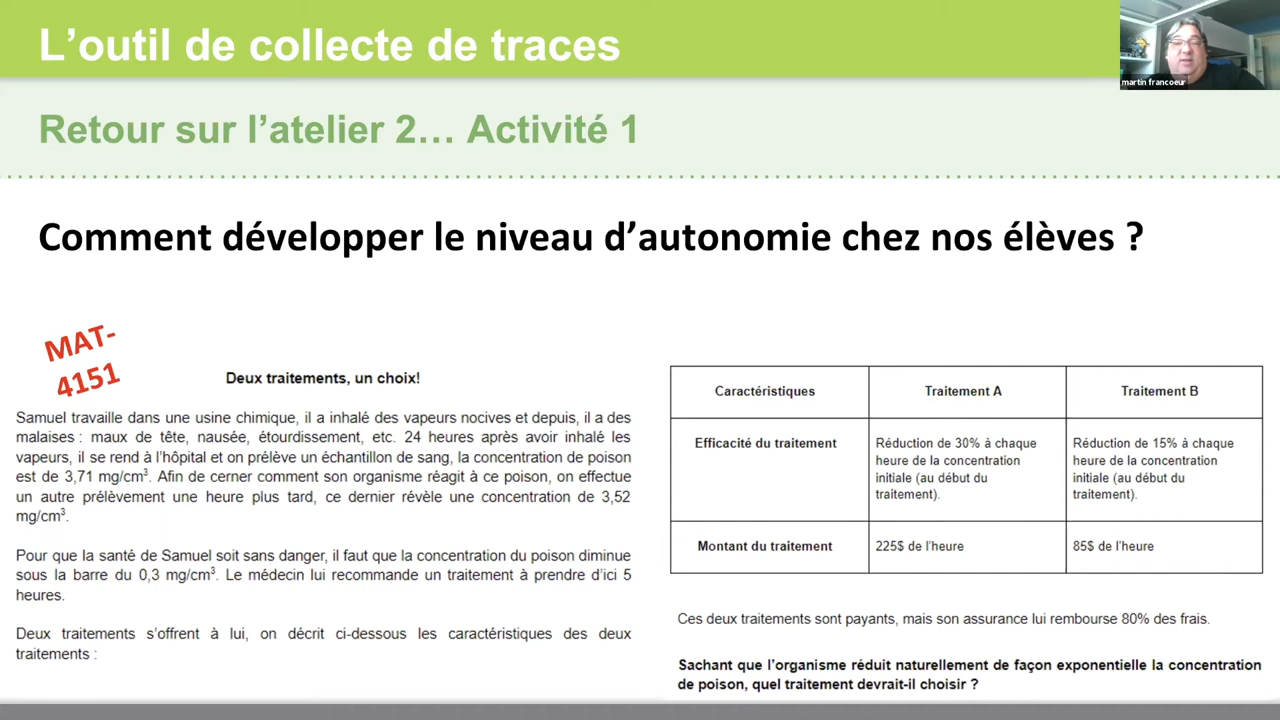 L'outil de collecte de traces
martin francoeur
Retour sur l'atelier 2… Activité 1
Comment développer le niveau d'autonomie chez nos élèves ?
MAT-
4151
Deux traitements, un choix!
Samuel travaille dans une usine chimique, il a inhalé des vapeurs nocives et depuis, il a des
malaises : maux de tête, nausée, étourdissement, etc. 24 heures après avoir inhalé les
vapeurs, il se rend à l'hôpital et on prélève un échantillon de sang, la concentration de poison
est de 3,71 mg/cm³. Afin de cerner comment son organisme réagit à ce poison, on effectue
un autre prélèvement une heure plus tard, ce dernier révèle une concentration de 3,52
mg/cm³.
Pour que la santé de Samuel soit sans danger, il faut que la concentration du poison diminue
sous la barre du 0,3 mg/cm³. Le médecin lui recommande un traitement à prendre d'ici 5
heures.
Deux traitements s'offrent à lui, on décrit ci-dessous les caractéristiques des deux
traitements :
Caractéristiques
Traitement A
Traitement B
Efficacité du traitement
Réduction de 30% à chaque
heure de la concentration
initiale (au début du
traitement).
Réduction de 15% à chaque
heure de la concentration
initiale (au début du
traitement).
Montant du traitement
225$ de l'heure
85$ de l'heure
Ces deux traitements sont payants, mais son assurance lui rembourse 80% des frais.
Sachant que l'organisme réduit naturellement de façon exponentielle la concentration
de poison, quel traitement devrait-il choisir ?